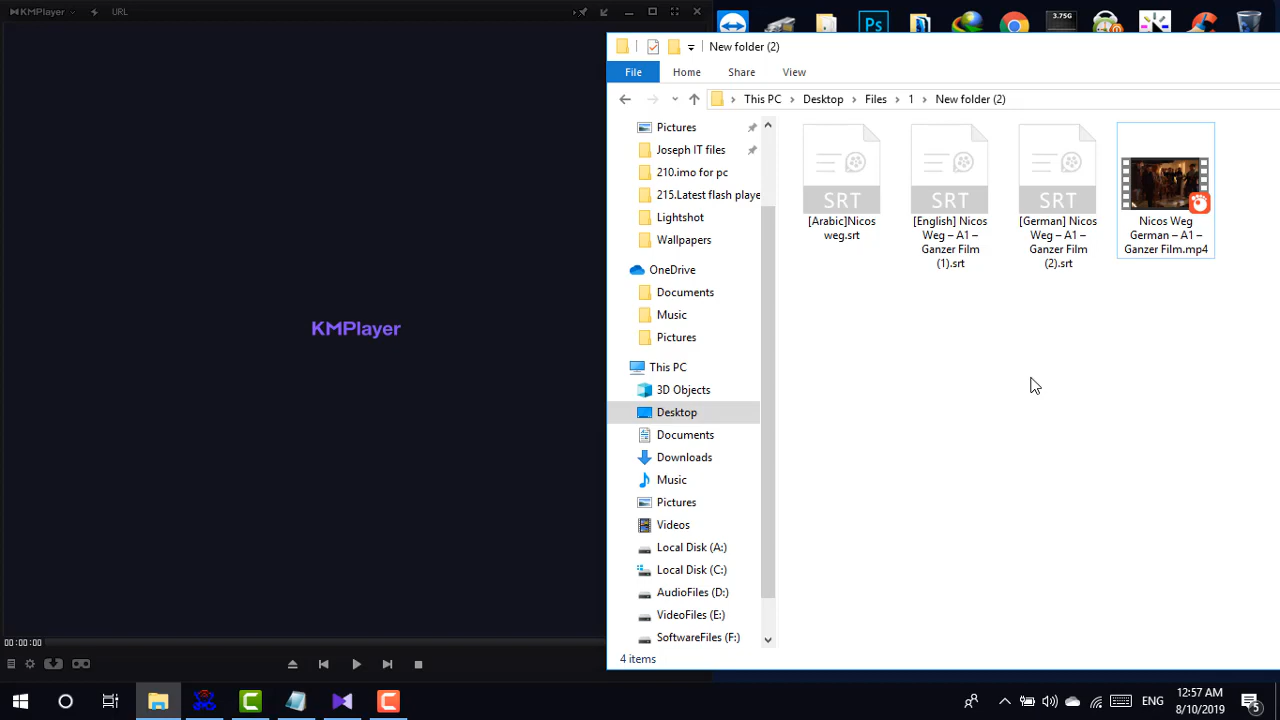 KMPlayer
URL
KMPlayer
00:00:00
Ps
3.75G
New folder (2)
File
Home
Share
View
This PC
Desktop
Files
1
New folder (2)
Pictures
Joseph IT files
210.imo for pc
215.Latest flash playe
Lightshot
Wallpapers
OneDrive
Documents
Music
Pictures
This PC
3D Objects
Desktop
Documents
Downloads
Music
Pictures
Videos
Local Disk (A:)
Local Disk (C:)
AudioFiles (D:)
VideoFiles (E:)
SoftwareFiles (F:)
SRT
[Arabic]Nicos
weg.srt
SRT
[English] Nicos
Weg – A1 –
Ganzer Film
(1).srt
SRT
[German] Nicos
Weg – A1 –
Ganzer Film
(2).srt
Nicos Weg
German – A1 –
Ganzer Film.mp4
4 items
ENG
12:57 AM
8/10/2019
5